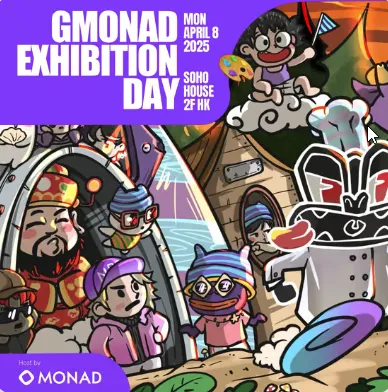 GMONAD
EXHIBITION
DAY
MON
APRIL 8
2025
SOHO
HOUSE
2F HK
Host by
MONAD